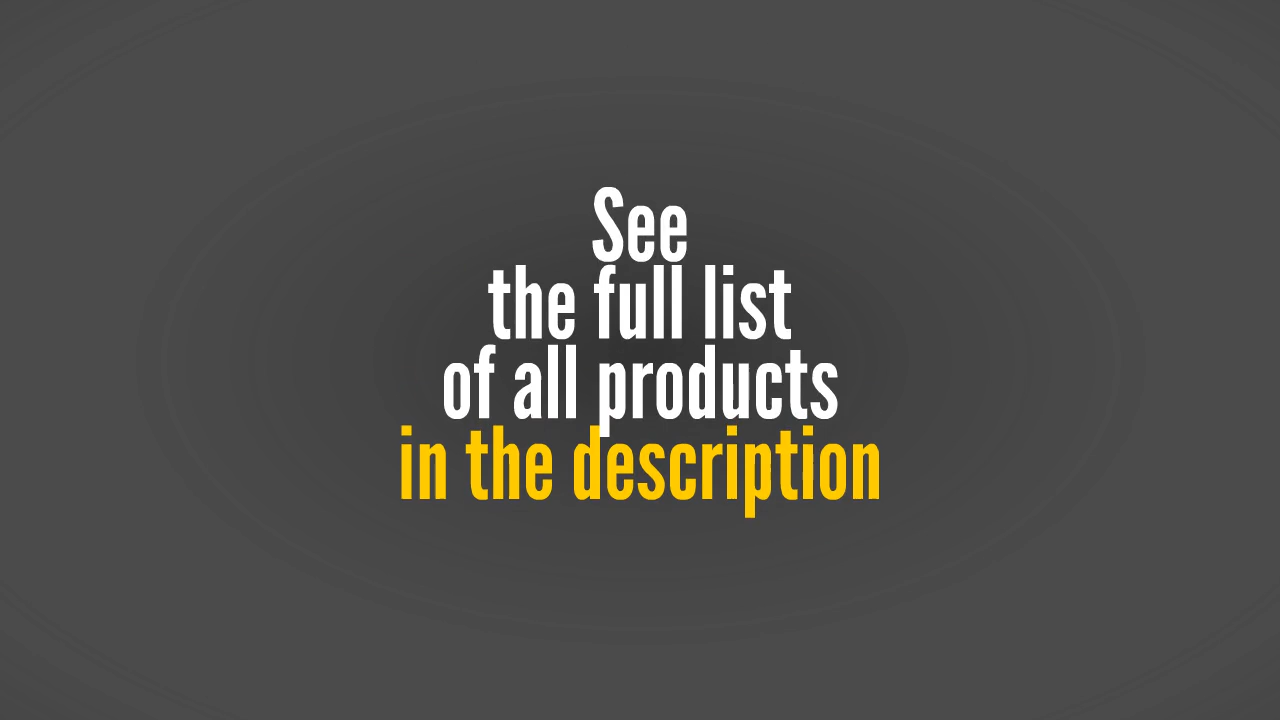 See
the full list
of all products
in the description